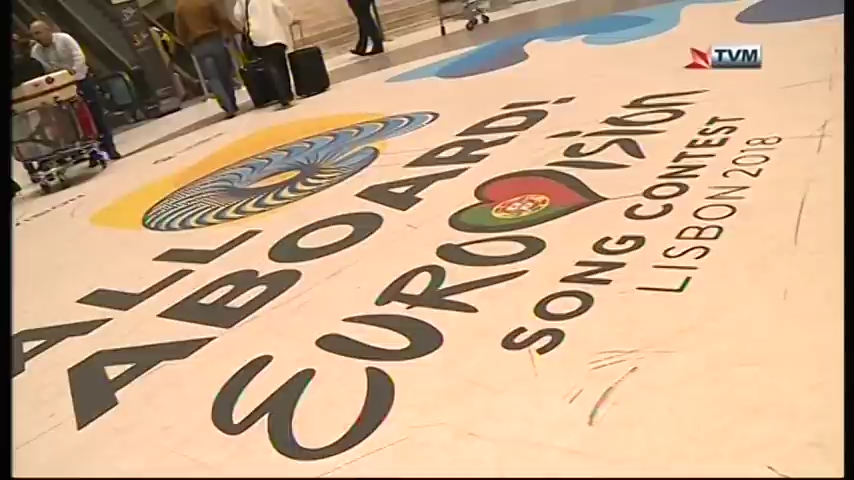 TVM
ALL
ABOARD!
EUROVISION
SONG CONTEST
LISBON 2018